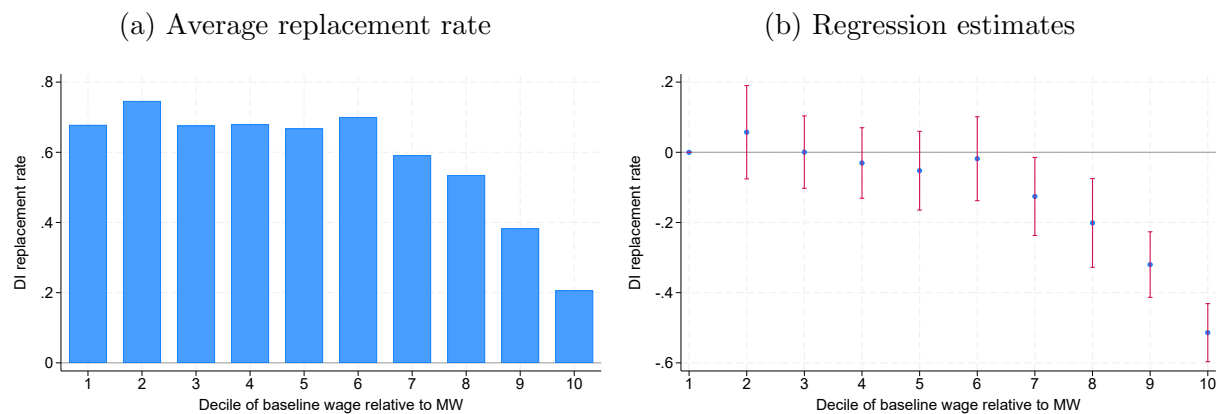 (a) Average replacement rate
.8
.6
.4
.2
0
DI replacement rate
1 2 3 4 5 6 7 8 9 10
Decile of baseline wage relative to MW
(b) Regression estimates
.2
0
-.2
-.4
-.6
DI replacement rate
1 2 3 4 5 6 7 8 9 10
Decile of baseline wage relative to MW